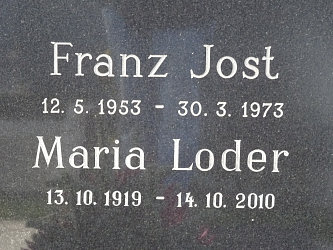 Franz Jost
12. 5. 1953 - 30. 3. 1973
Maria Loder
13. 10. 1919 - 14. 10. 2010